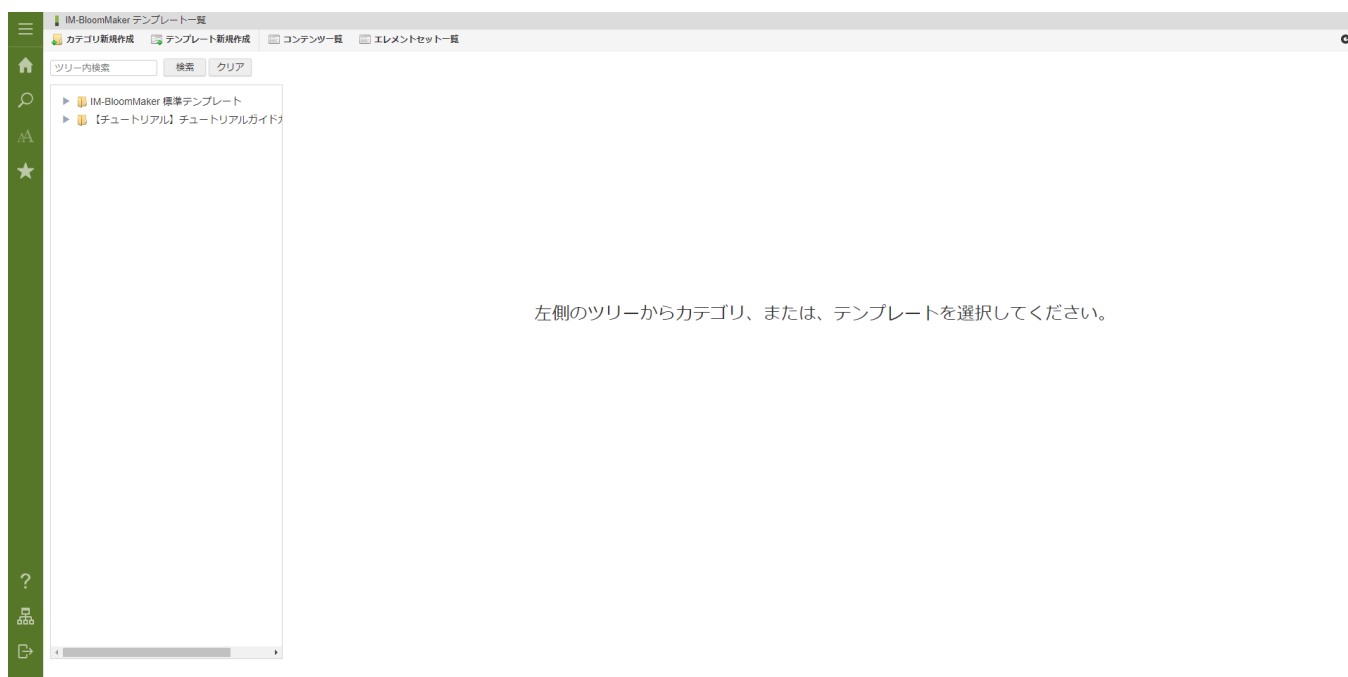 IM-BloomMaker テンプレート一覧
カテゴリ新規作成 テンプレート新規作成 コンテンツ一覧 エレメントセット一覧
ツリー内検索 検索 クリア
IM-BloomMaker 標準テンプレート
【チュートリアル】チュートリアルガイド
左側のツリーからカテゴリ、または、テンプレートを選択してください。